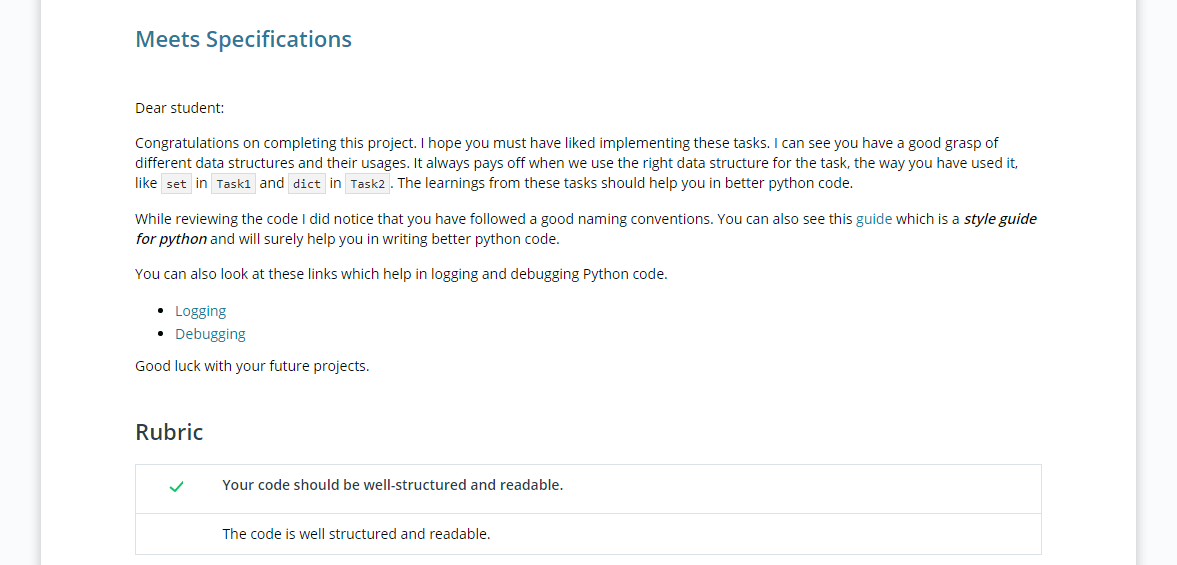 Meets Specifications
Dear student:
Congratulations on completing this project. I hope you must have liked implementing these tasks. I can see you have a good grasp of
different data structures and their usages. It always pays off when we use the right data structure for the task, the way you have used it,
like set in Task1 and dict in Task2 . The learnings from these tasks should help you in better python code.
While reviewing the code I did notice that you have followed a good naming conventions. You can also see this guide which is a style guide
for python and will surely help you in writing better python code.
You can also look at these links which help in logging and debugging Python code.
Logging
Debugging
Good luck with your future projects.
Rubric
Your code should be well-structured and readable.
The code is well structured and readable.